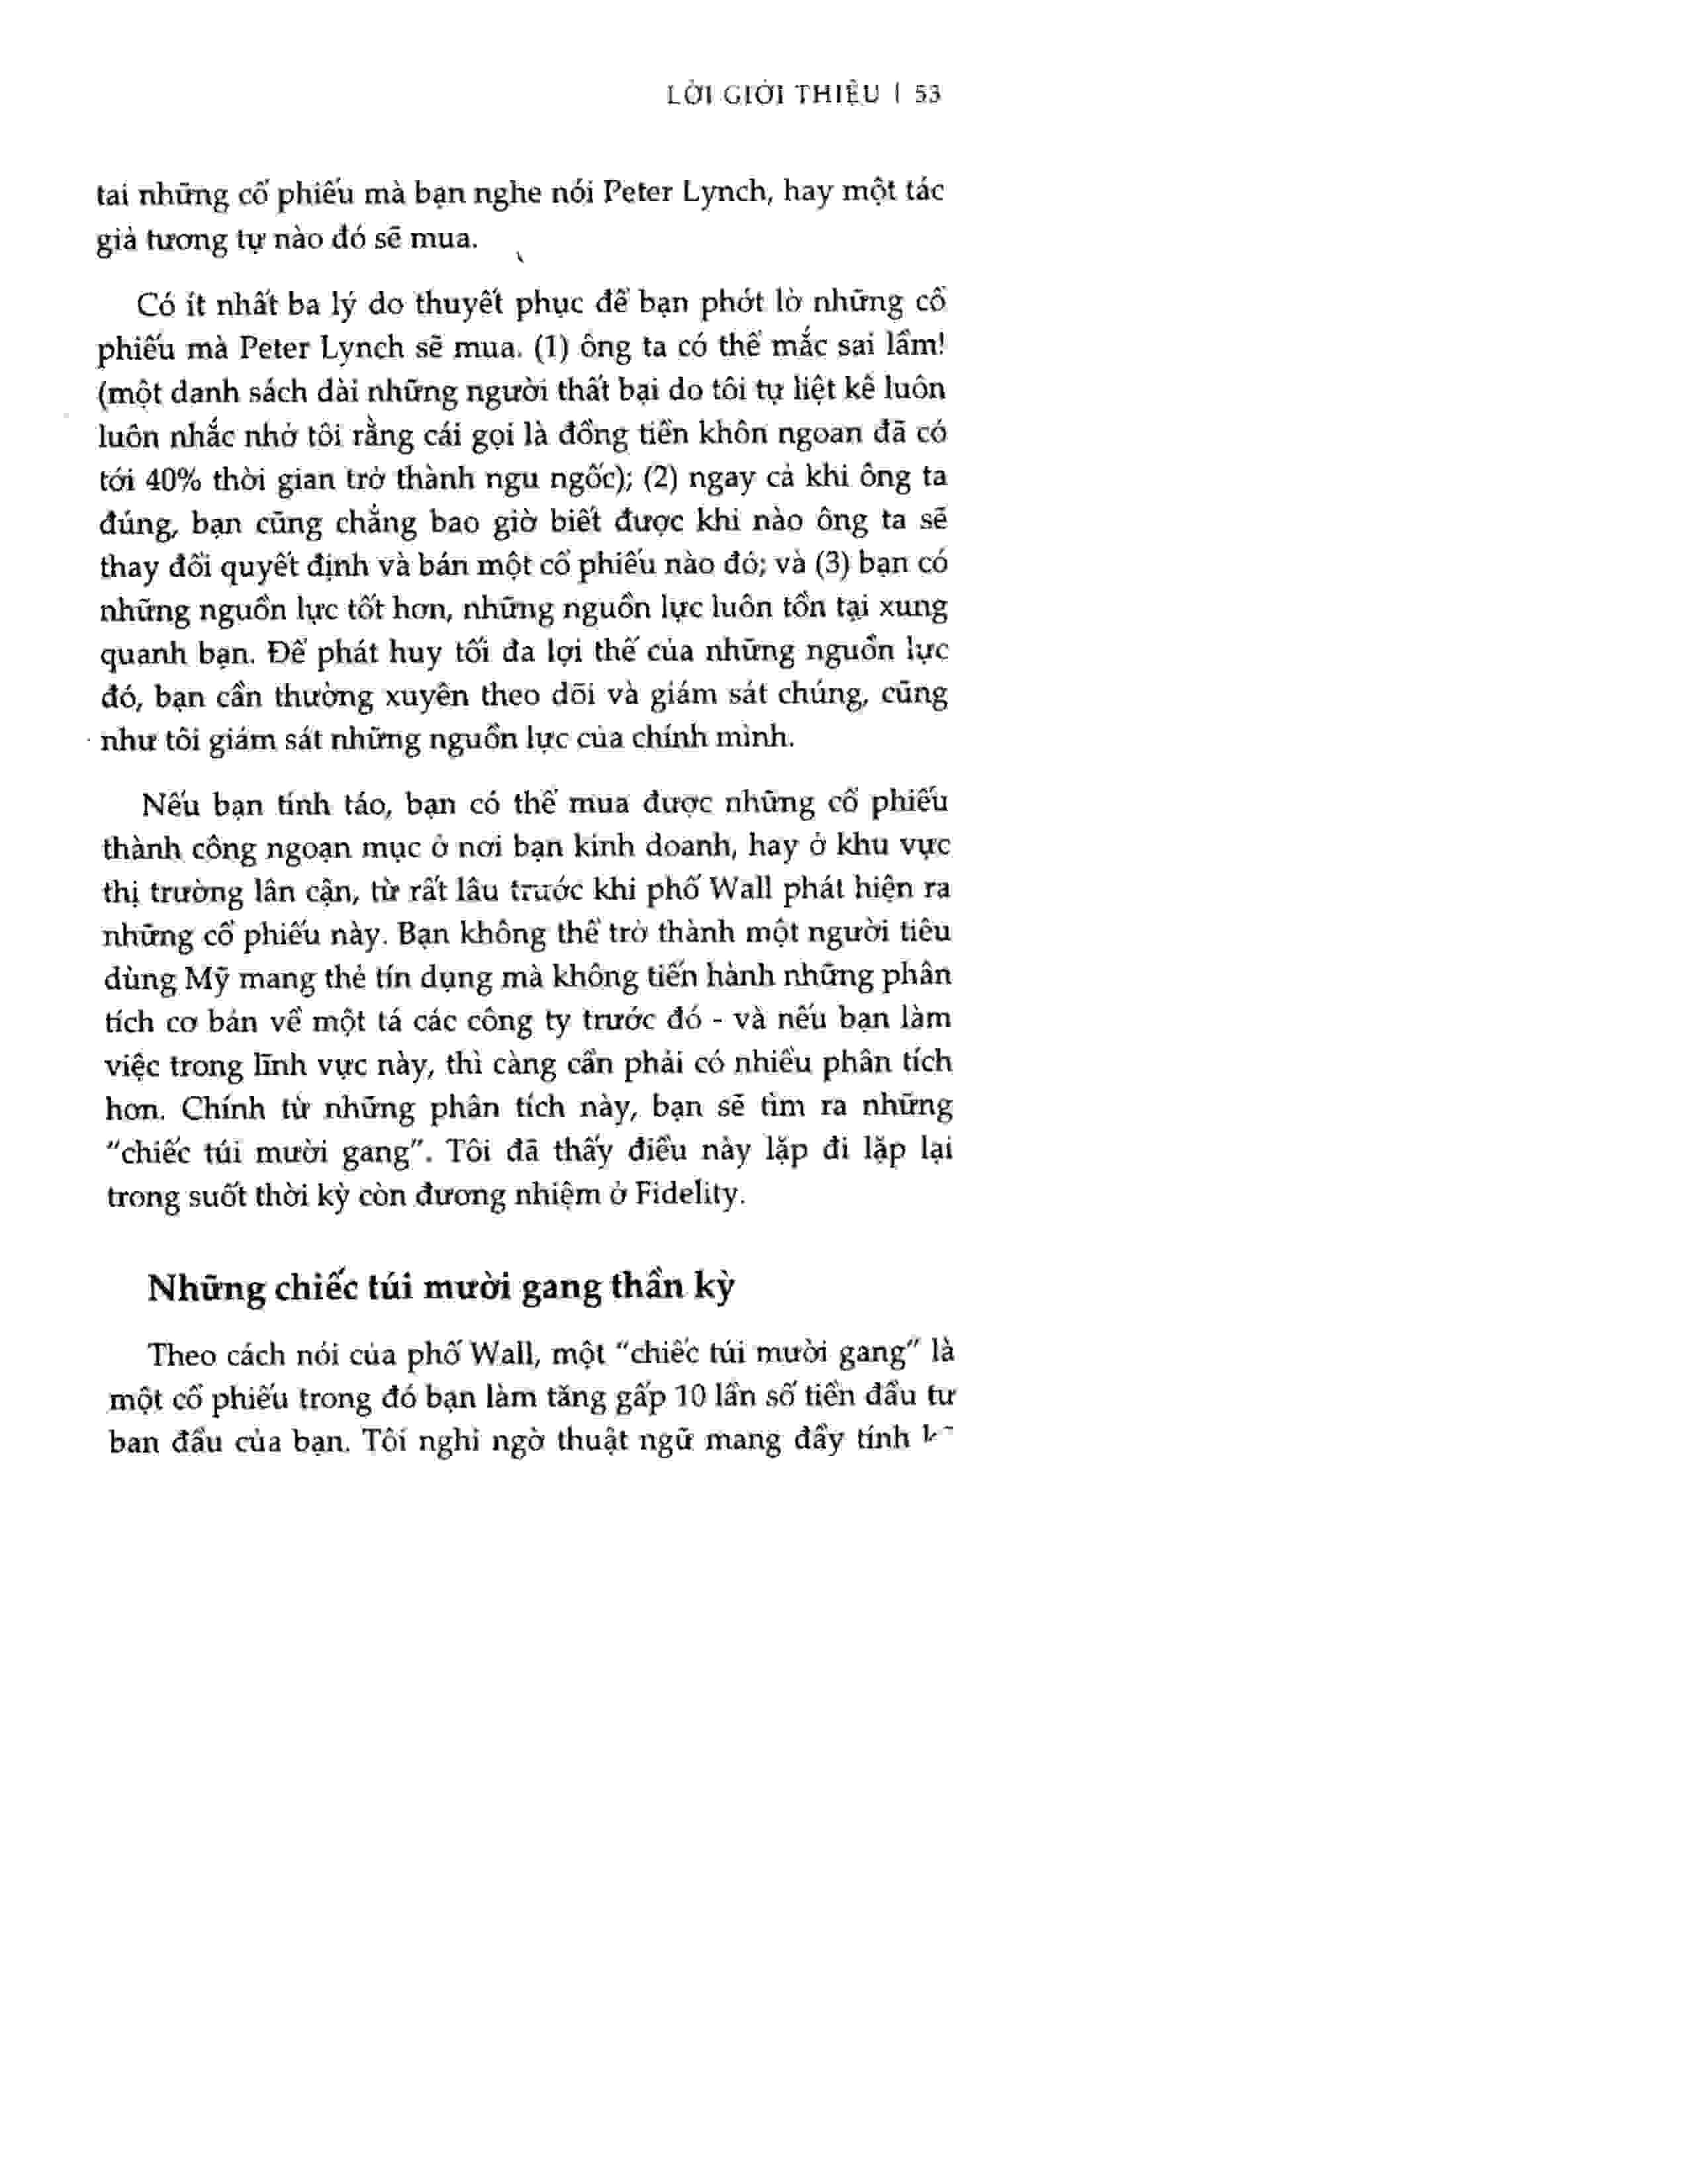 LỜI GIỚI THIỆU | 53
tai những cổ phiếu mà bạn nghe nói Peter Lynch, hay một tác
giả tương tự nào đó sẽ mua.
Có ít nhất ba lý do thuyết phục để bạn phớt lờ những cổ
phiếu mà Peter Lynch sẽ mua. (1) ông ta có thể mắc sai lầm!
(một danh sách dài những người thất bại do tôi tự liệt kê luôn
luôn nhắc nhở tôi rằng cái gọi là đồng tiền khôn ngoan đã có
tới 40% thời gian trở thành ngu ngốc); (2) ngay cả khi ông ta
đúng, bạn cũng chẳng bao giờ biết được khi nào ông ta sẽ
thay đổi quyết định và bán một cổ phiếu nào đó; và (3) bạn có
những nguồn lực tốt hơn, những nguồn lực luôn tồn tại xung
quanh bạn. Để phát huy tối đa lợi thế của những nguồn lực
đó, bạn cần thường xuyên theo dõi và giám sát chúng, cũng
như tôi giám sát những nguồn lực của chính mình.
Nếu bạn tỉnh táo, bạn có thể mua được những cổ phiếu
thành công ngoạn mục ở nơi bạn kinh doanh, hay ở khu vực
thị trường lân cận, từ rất lâu trước khi phố Wall phát hiện ra
những cổ phiếu này. Bạn không thể trở thành một người tiêu
dùng Mỹ mang thẻ tín dụng mà không tiến hành những phân
tích cơ bản về một tá các công ty trước đó - và nếu bạn làm
việc trong lĩnh vực này, thì càng cần phải có nhiều phân tích
hơn. Chính từ những phân tích này, bạn sẽ tìm ra những
"chiếc túi mười gang". Tôi đã thấy điều này lặp đi lặp lại
trong suốt thời kỳ còn đương nhiệm ở Fidelity.
Những chiếc túi mười gang thần kỳ
Theo cách nói của phố Wall, một "chiếc túi mười gang" là
một cổ phiếu trong đó bạn làm tăng gấp 10 lần số tiền đầu tư
ban đầu của bạn. Tôi nghi ngờ thuật ngữ mang đầy tính